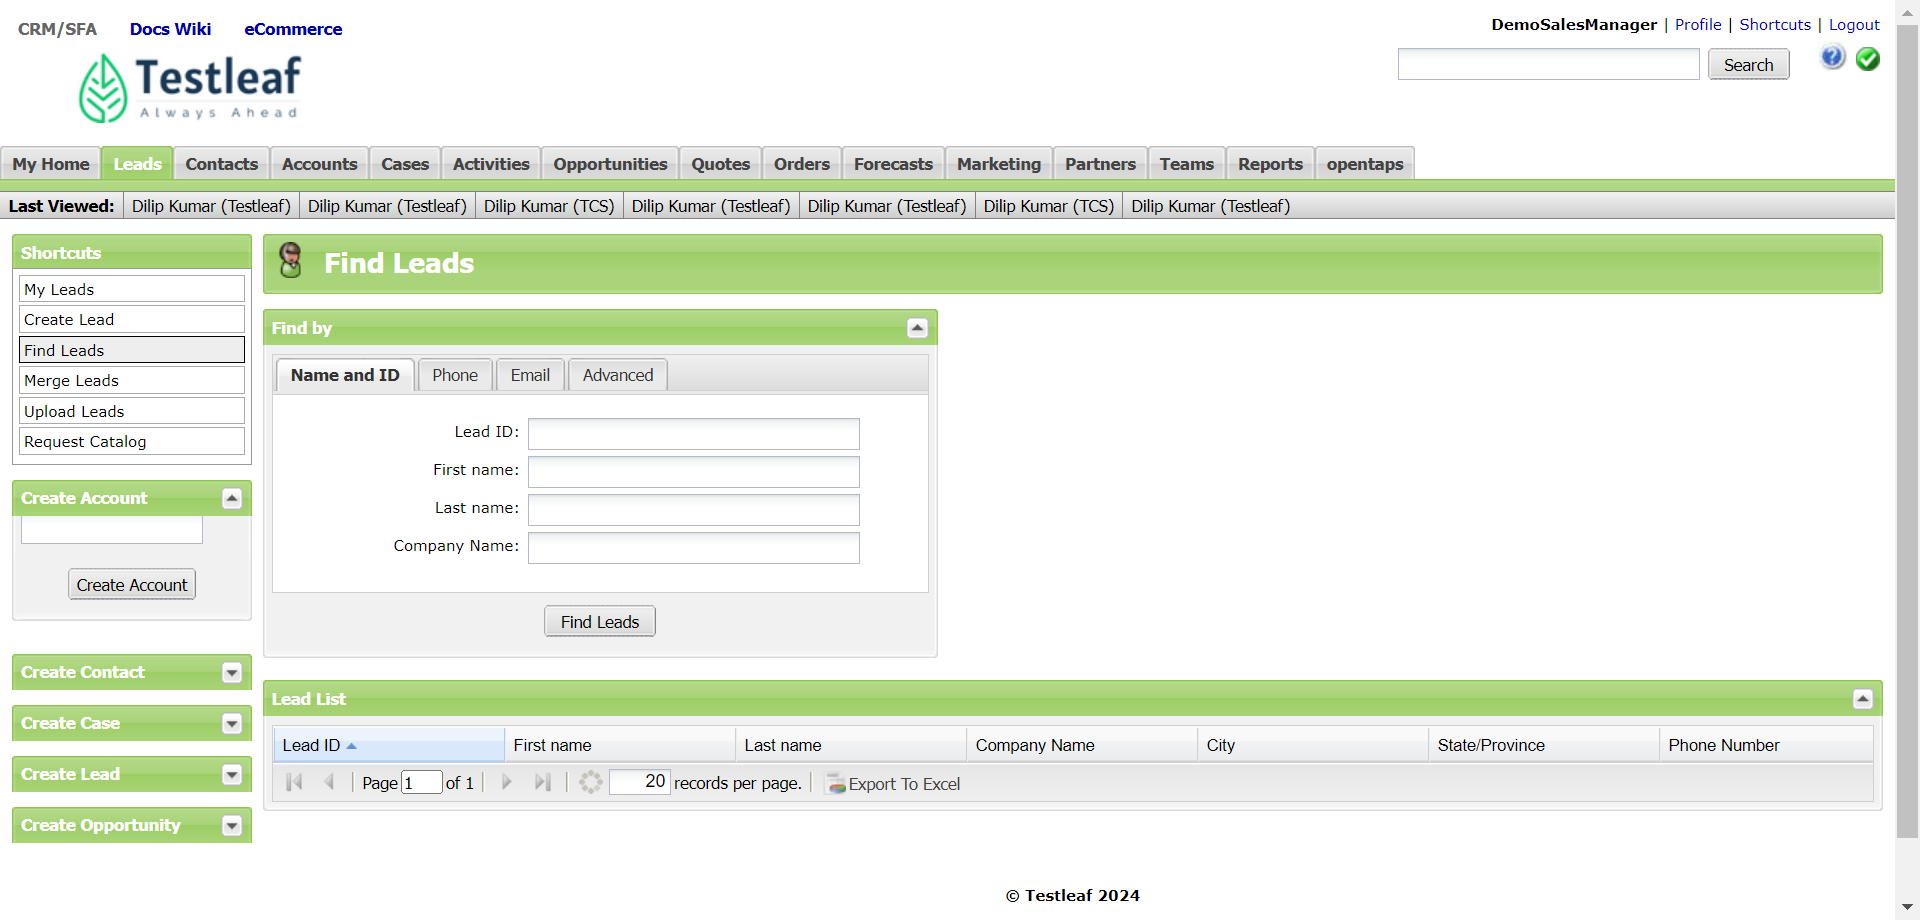 CRM/SFA Docs Wiki eCommerce
DemoSalesManager | Profile | Shortcuts | Logout
Testleaf
Always Ahead
Search
My Home Leads Contacts Accounts Cases Activities Opportunities Quotes Orders Forecasts Marketing Partners Teams Reports opentaps
Last Viewed: Dilip Kumar (Testleaf) Dilip Kumar (Testleaf) Dilip Kumar (TCS) Dilip Kumar (Testleaf) Dilip Kumar (Testleaf) Dilip Kumar (TCS) Dilip Kumar (Testleaf)
Shortcuts
My Leads
Create Lead
Find Leads
Merge Leads
Upload Leads
Request Catalog
Create Account
Create Account
Create Contact
Create Case
Create Lead
Create Opportunity
Find Leads
Find by
Name and ID Phone Email Advanced
Lead ID:
First name:
Last name:
Company Name:
Find Leads
Lead List
Lead ID First name Last name Company Name City State/Province Phone Number
Page 1 of 1 20 records per page. Export To Excel
© Testleaf 2024